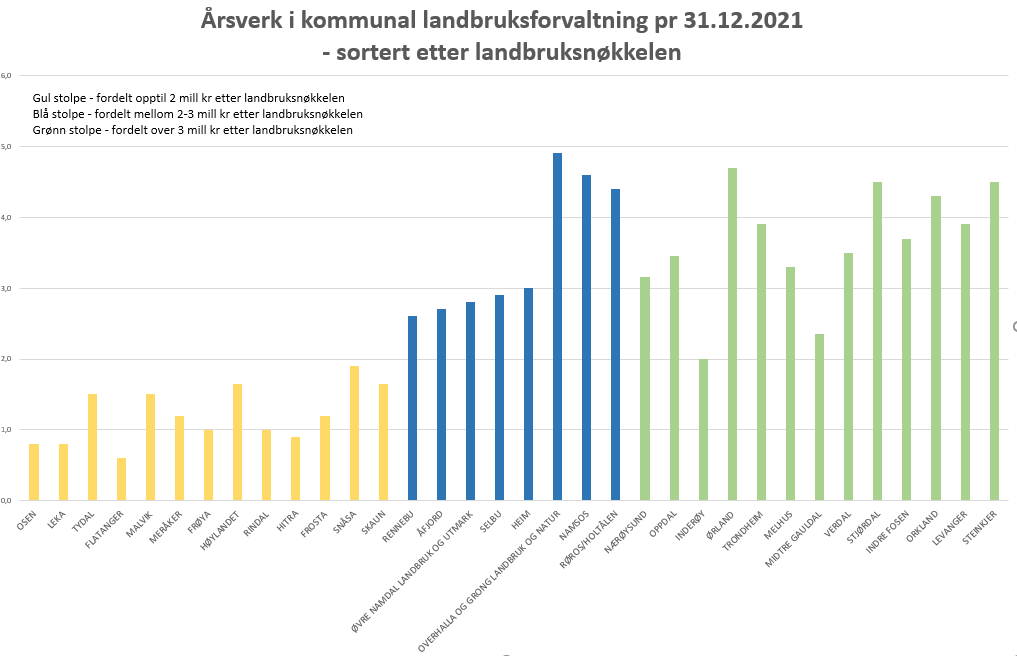 Årsverk i kommunal landbruksforvaltning pr 31.12.2021
- sortert etter landbruksnøkkelen
6,0
Gul stolpe - fordelt opptil 2 mill kr etter landbruksnøkkelen
Blå stolpe - fordelt mellom 2-3 mill kr etter landbruksnøkkelen
Grønn stolpe - fordelt over 3 mill kr etter landbruksnøkkelen
5,0
4,0
3,0
2,0
1,0
0,0
OSEN
LEKA
TYDAL
FLATANGER
MALVIK
MERÅKER
FRØYA
HØYLANDET
RINDAL
HITRA
FROSTA
SNÅSA
SKAUN
RENNEBU
ÅFJORD
ØVRE NAMDAL LANDBRUK OG UTMARK
SELBU
HEIM
OVERHALLA OG GRONG LANDBRUK OG NATUR
NAMSOS
RØROS/HOLTÅLEN
NÆRØYSUND
OPPDAL
INDERØY
ØRLAND
TRONDHEIM
MELHUS
MIDTRE GAULDAL
VERDAL
STJØRDAL
INDRE FOSEN
ORKLAND
LEVANGER
STEINKJER